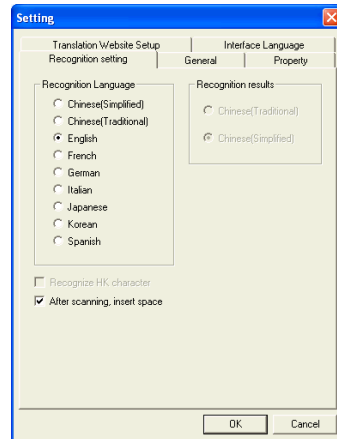 Setting
Translation Website Setup
Interface Language
Recognition setting
General
Property
Recognition Language
Chinese(Simplified)
Chinese(Traditional)
English
French
German
Italian
Japanese
Korean
Spanish
Recognition results
Chinese(Traditional)
Chinese(Simplified)
Recognize HK character
After scanning, insert space
OK
Cancel